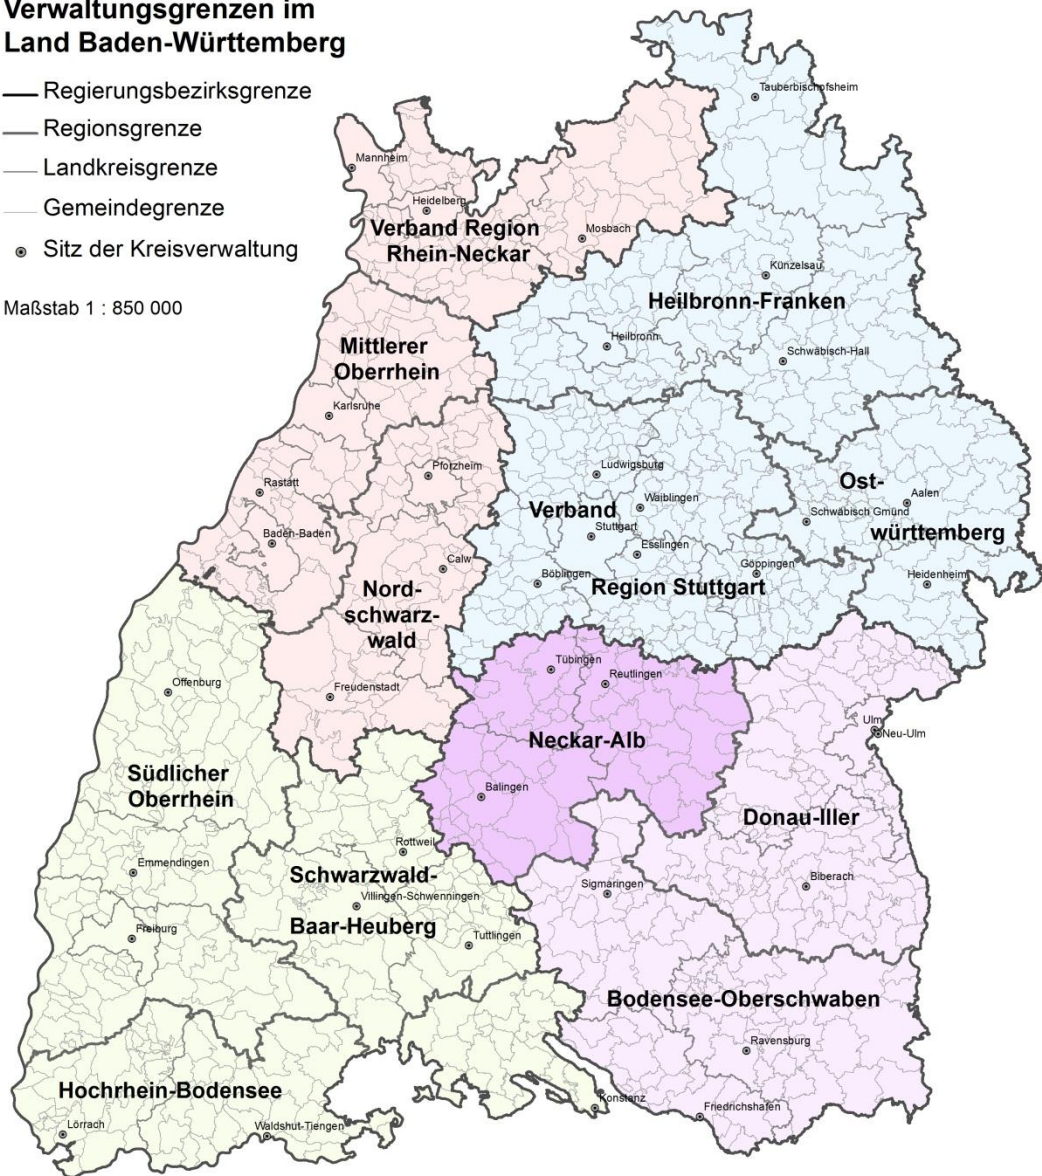 Verwaltungsgrenzen im
Land Baden-Württemberg
Regierungsbezirksgrenze
Regionsgrenze
Landkreisgrenze
Gemeindegrenze
Sitz der Kreisverwaltung
Maßstab 1 : 850 000
Tauberbischofsheim
Mannheim
Heidelberg
Verband Region
Rhein-Neckar
Mosbach
Künzelsau
Heilbronn-Franken
Heilbronn
Schwäbisch-Hall
Mittlerer
Oberrhein
Karlsruhe
Pforzheim
Rastatt
Baden-Baden
Calw
Nord-
schwarz-
wald
Freudenstadt
Ludwigsburg
Waiblingen
Verband
Stuttgart
Esslingen
Böblingen
Göppingen
Region Stuttgart
Ost-
Aalen
Schwäbisch Gmünd
württemberg
Heidenheim
Tübingen
Reutlingen
Neckar-Alb
Balingen
Offenburg
Südlicher
Oberrhein
Emmendingen
Freiburg
Rottweil
Schwarzwald-
Villingen-Schwenningen
Baar-Heuberg
Tuttlingen
Ulm
Neu-Ulm
Donau-Iller
Biberach
Sigmaringen
Bodensee-Oberschwaben
Ravensburg
Friedrichshafen
Konstanz
Hochrhein-Bodensee
Lörrach
Waldshut-Tiengen